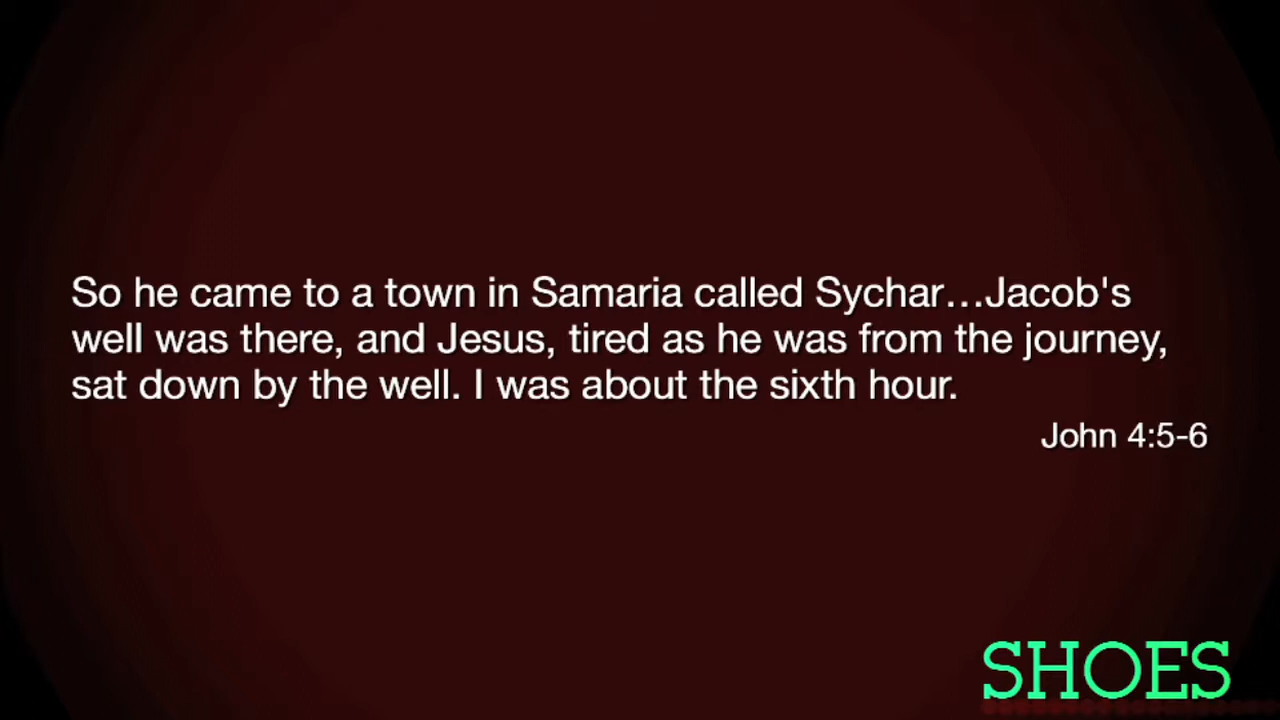 So he came to a town in Samaria called Sychar…Jacob's
well was there, and Jesus, tired as he was from the journey,
sat down by the well. I was about the sixth hour.
John 4:5-6
SHOES